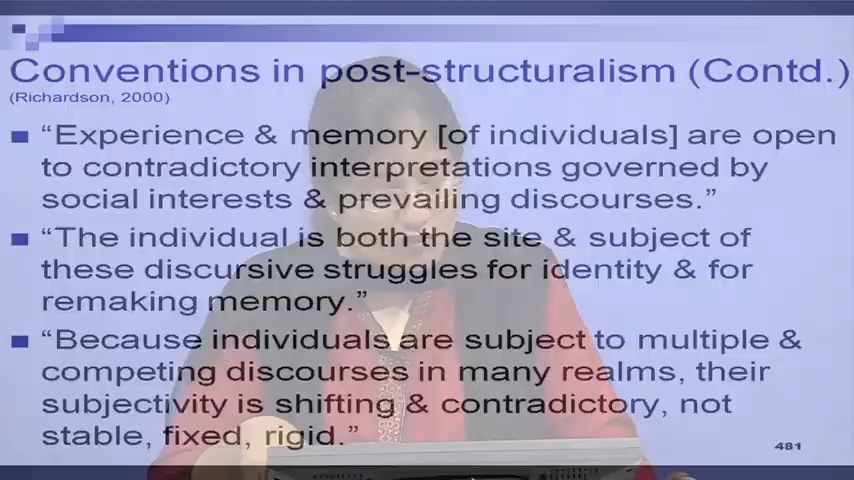 Conventions in post-structuralism (Contd.)
(Richardson, 2000)
“Experience & memory [of individuals] are open
to contradictory interpretations governed by
social interests & prevailing discourses.”
“The individual is both the site & subject of
these discursive struggles for identity & for
remaking memory.”
“Because individuals are subject to multiple &
competing discourses in many realms, their
subjectivity is shifting & contradictory, not
stable, fixed, rigid.”
481